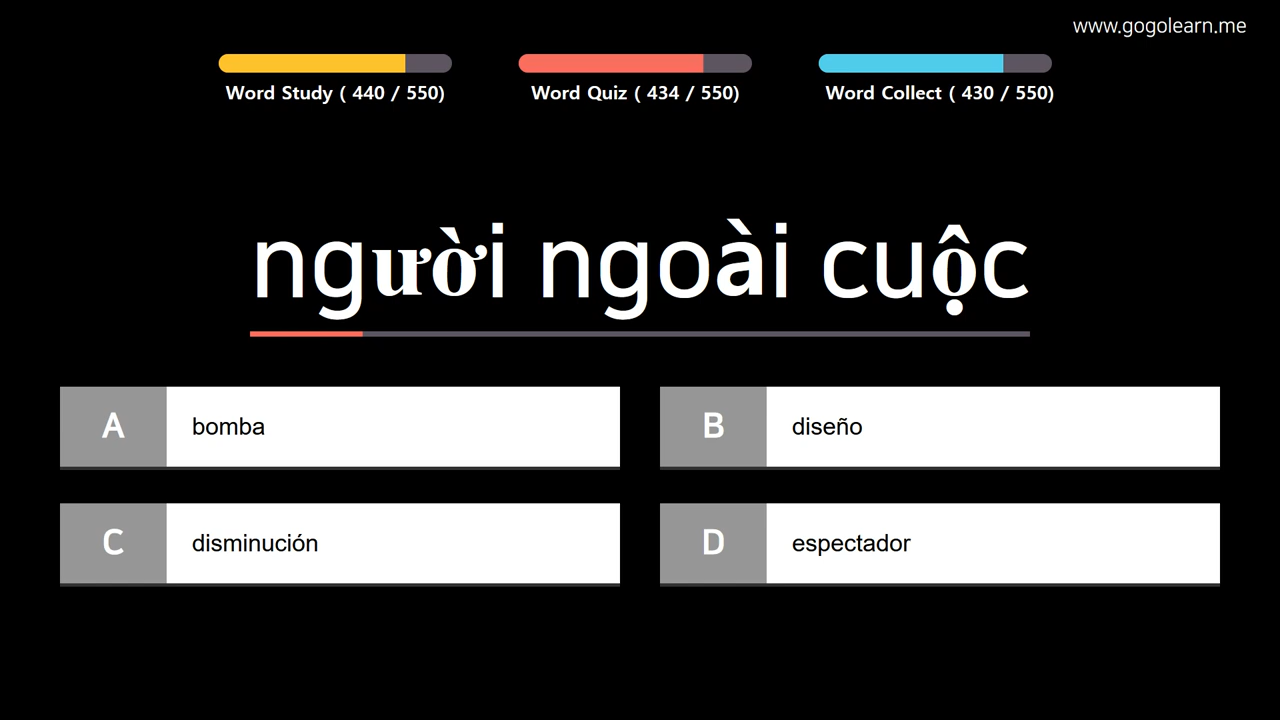 www.gogolearn.me
Word Study ( 440 / 550)
Word Quiz ( 434 / 550)
Word Collect ( 430 / 550)
người ngoài cuộc
A bomba
B diseño
C disminución
D espectador